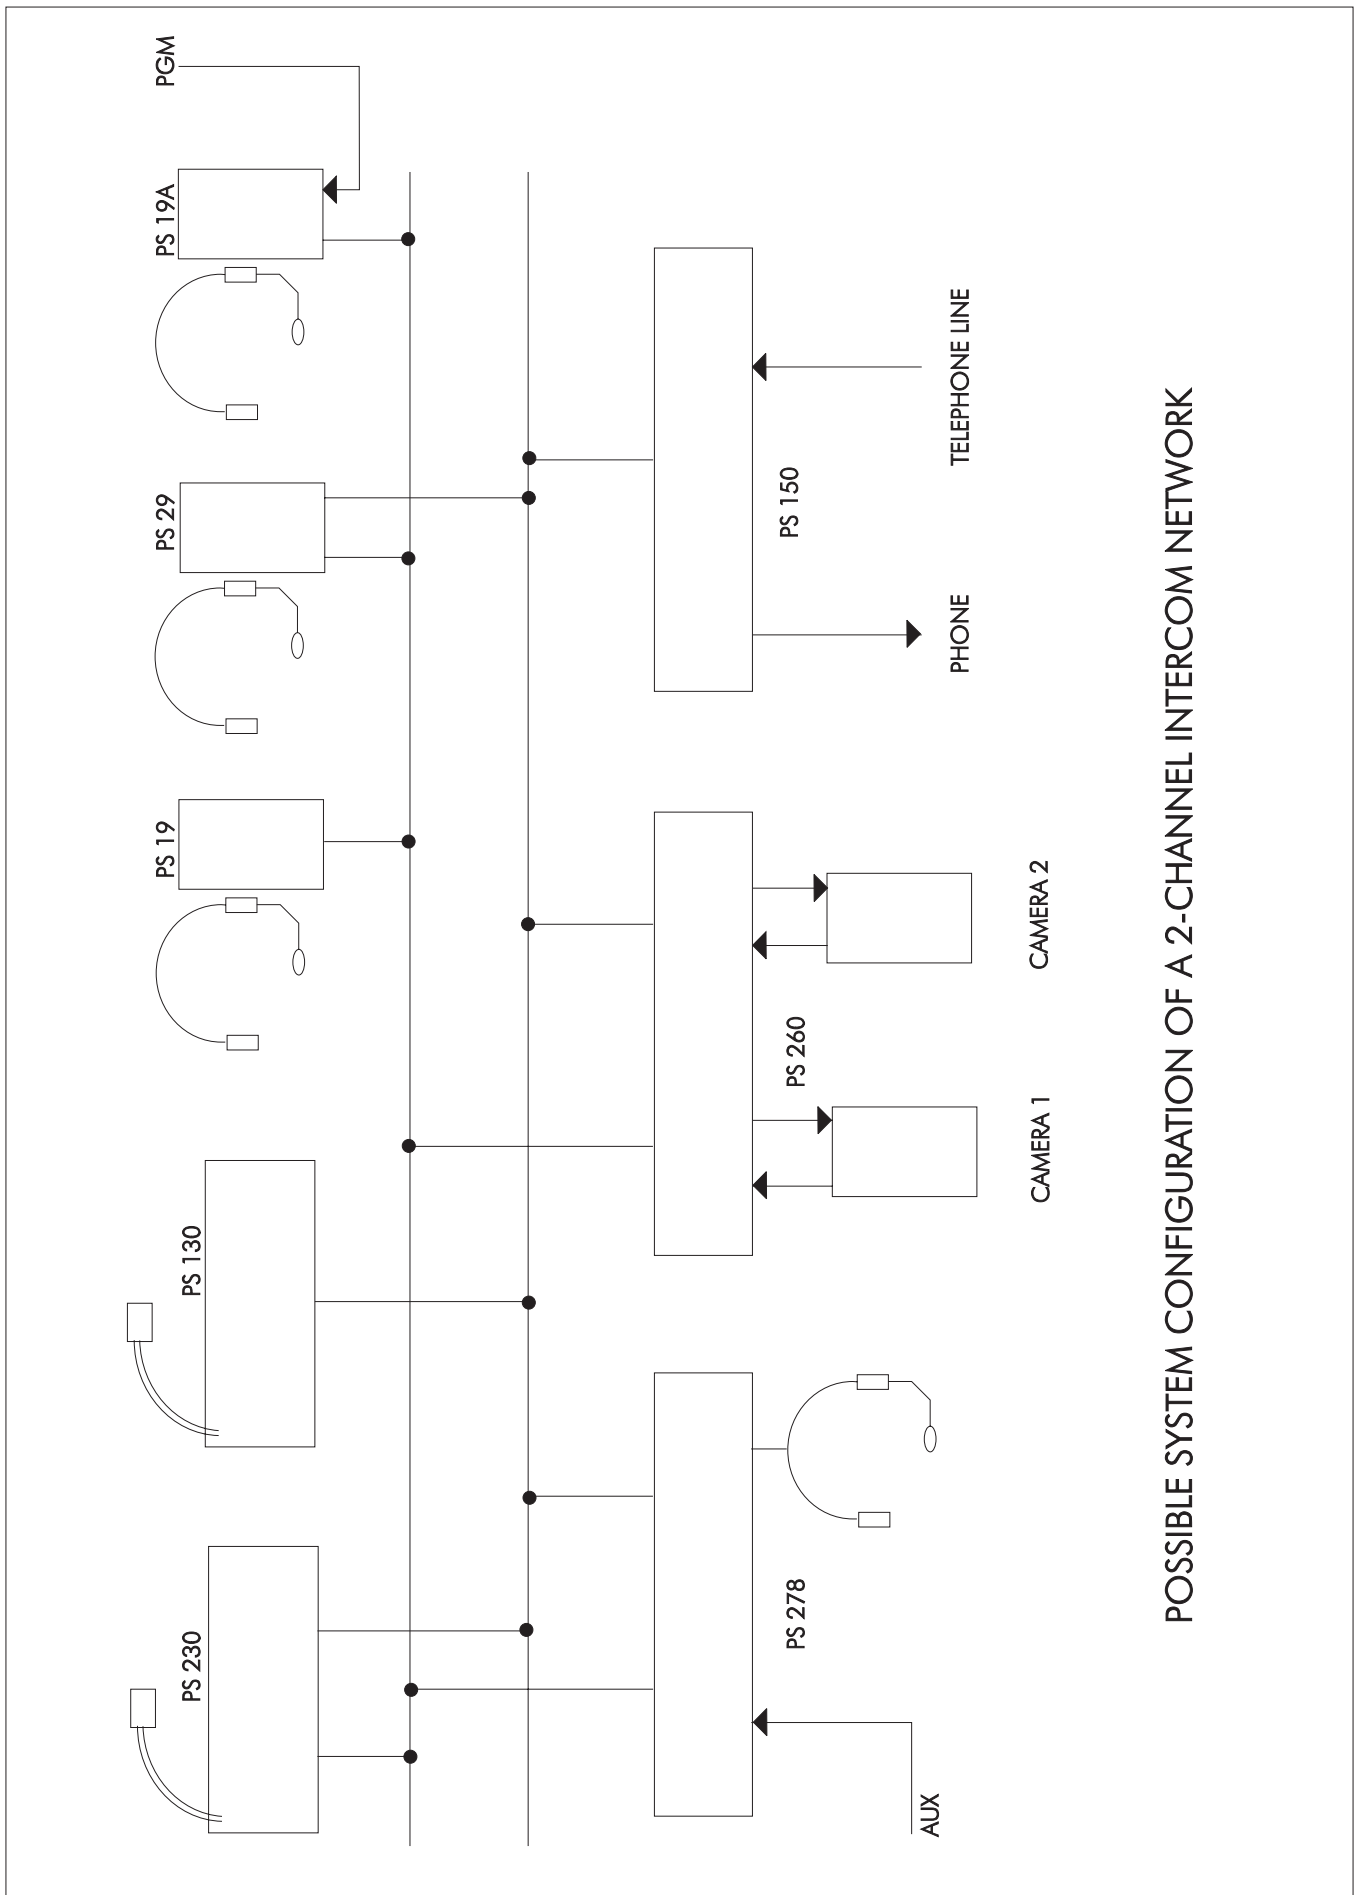 PS 230
PS 130
PS 19
PS 29
PS 19A
PGM
AUX
PS 278
PS 260
PS 150
CAMERA 1
CAMERA 2
PHONE
TELEPHONE LINE
POSSIBLE SYSTEM CONFIGURATION OF A 2-CHANNEL INTERCOM NETWORK